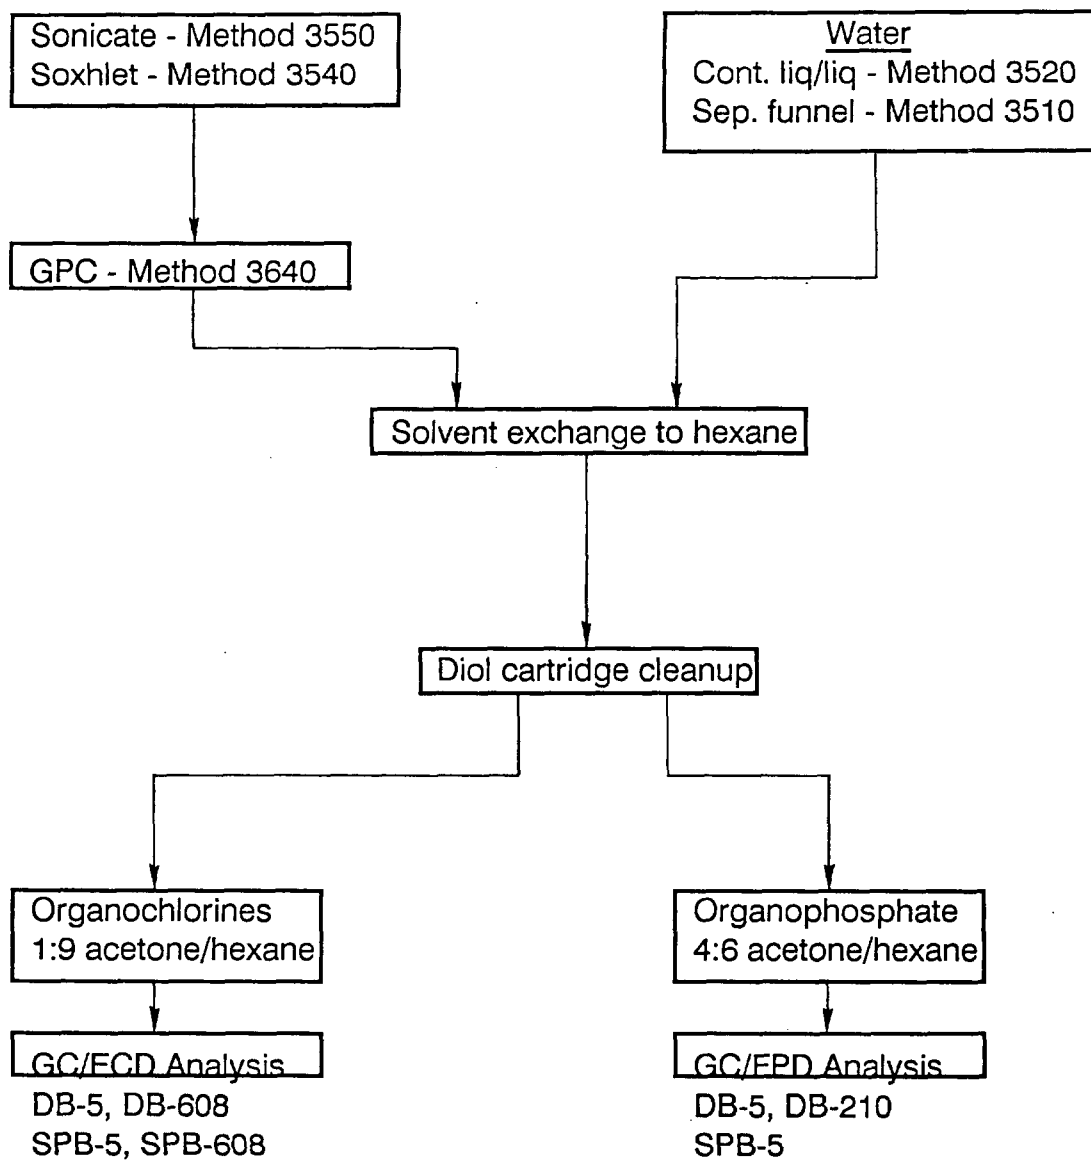 Sonicate - Method 3550
Soxhlet - Method 3540
Water
Cont. liq/liq - Method 3520
Sep. funnel - Method 3510
GPC - Method 3640
Solvent exchange to hexane
Diol cartridge cleanup
Organochlorines
1:9 acetone/hexane
Organophosphate
4:6 acetone/hexane
GC/ECD Analysis
DB-5, DB-608
SPB-5, SPB-608
GC/FPD Analysis
DB-5, DB-210
SPB-5